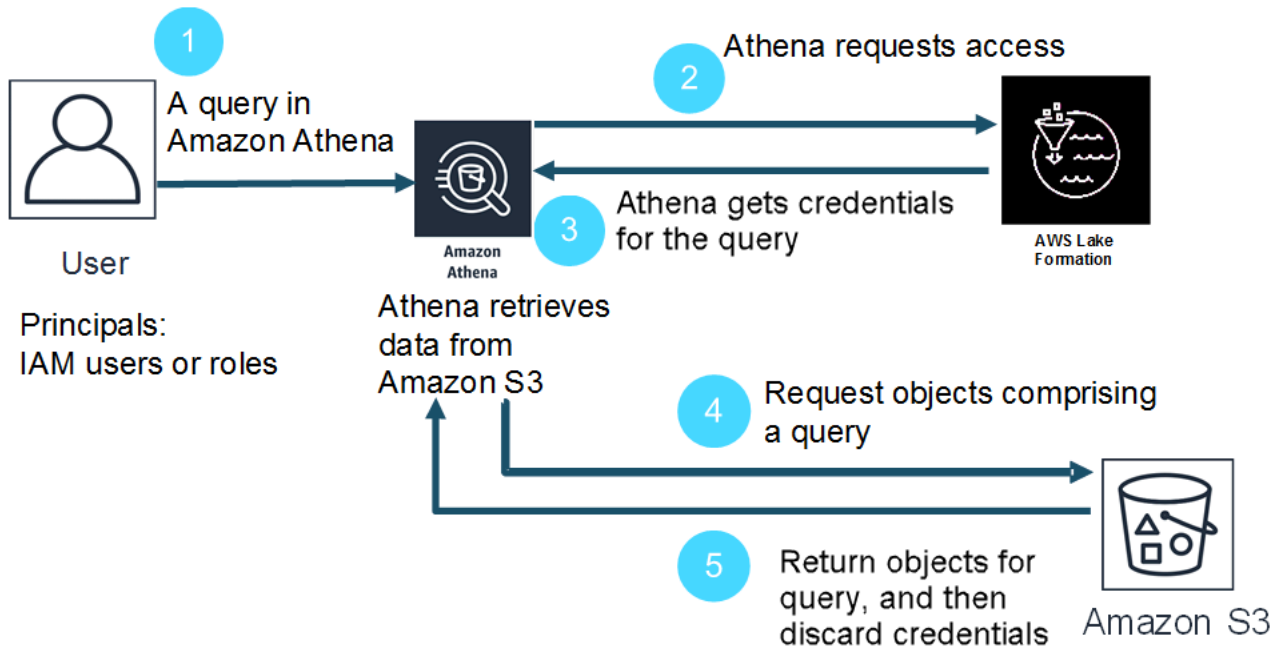 1
A query in
Amazon Athena
User
Principals:
IAM users or roles
Amazon
Athena
2
Athena requests access
3
Athena gets credentials
for the query
AWS Lake
Formation
Athena retrieves
data from
Amazon S3
4
Request objects comprising
a query
5
Return objects for
query, and then
discard credentials
Amazon S3